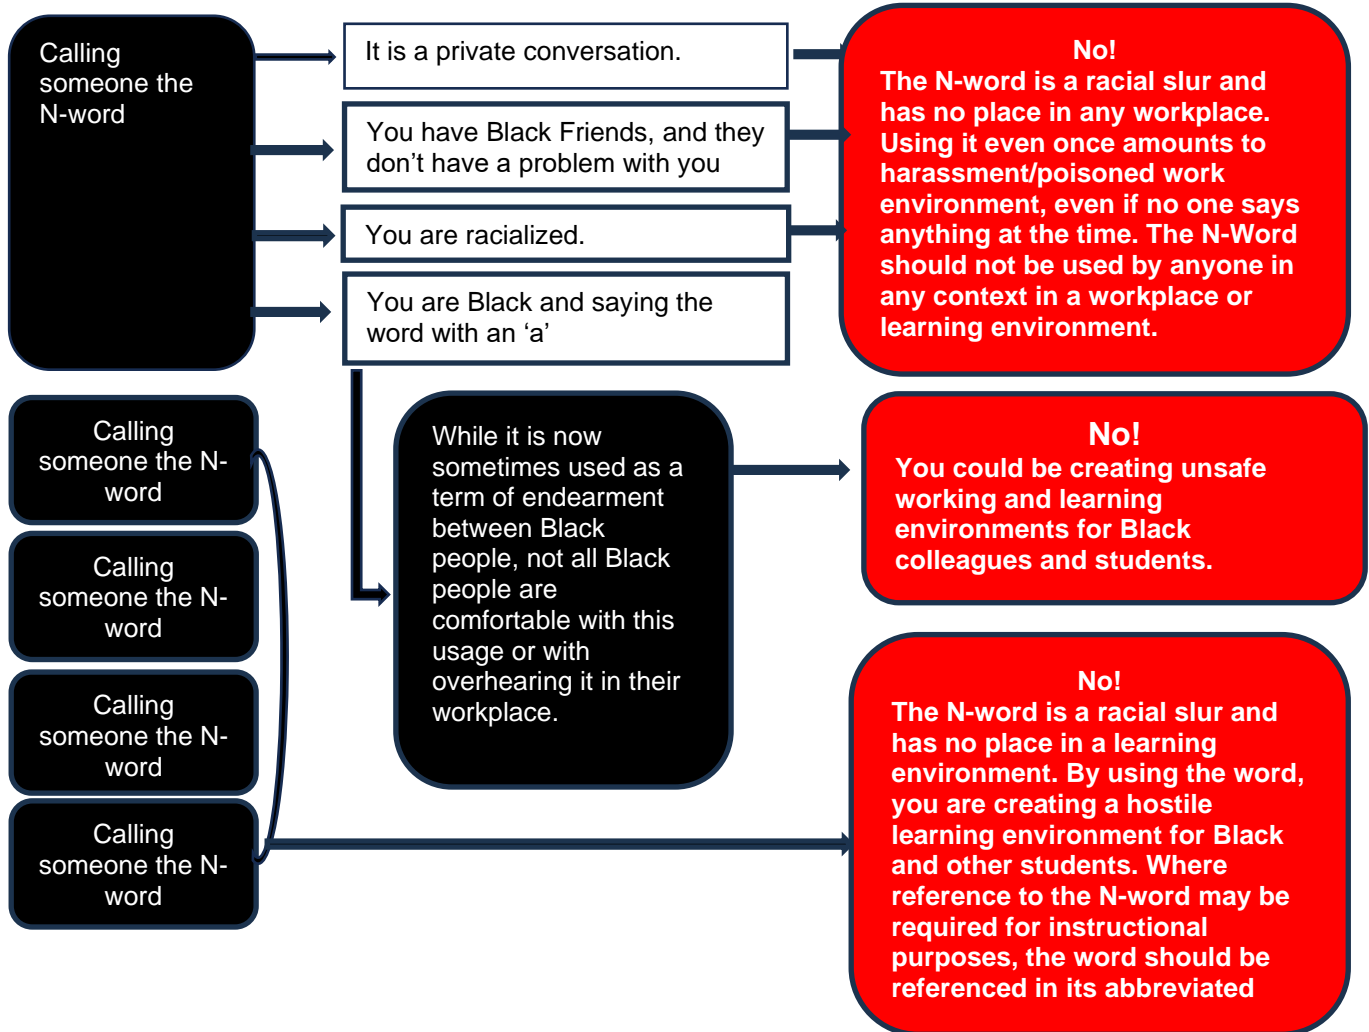 Calling
someone the
N-word
It is a private conversation.
You have Black Friends, and they
don’t have a problem with you
You are racialized.
You are Black and saying the
word with an ‘a’
No!
The N-word is a racial slur and
has no place in any workplace.
Using it even once amounts to
harassment/poisoned work
environment, even if no one says
anything at the time. The N-Word
should not be used by anyone in
any context in a workplace or
learning environment.
Calling
someone the N-
word
Calling
someone the N-
word
Calling
someone the N-
word
Calling
someone the N-
word
While it is now
sometimes used as a
term of endearment
between Black
people, not all Black
people are
comfortable with this
usage or with
overhearing it in their
workplace.
No!
You could be creating unsafe
working and learning
environments for Black
colleagues and students.
No!
The N-word is a racial slur and
has no place in a learning
environment. By using the word,
you are creating a hostile
learning environment for Black
and other students. Where
reference to the N-word may be
required for instructional
purposes, the word should be
referenced in its abbreviated